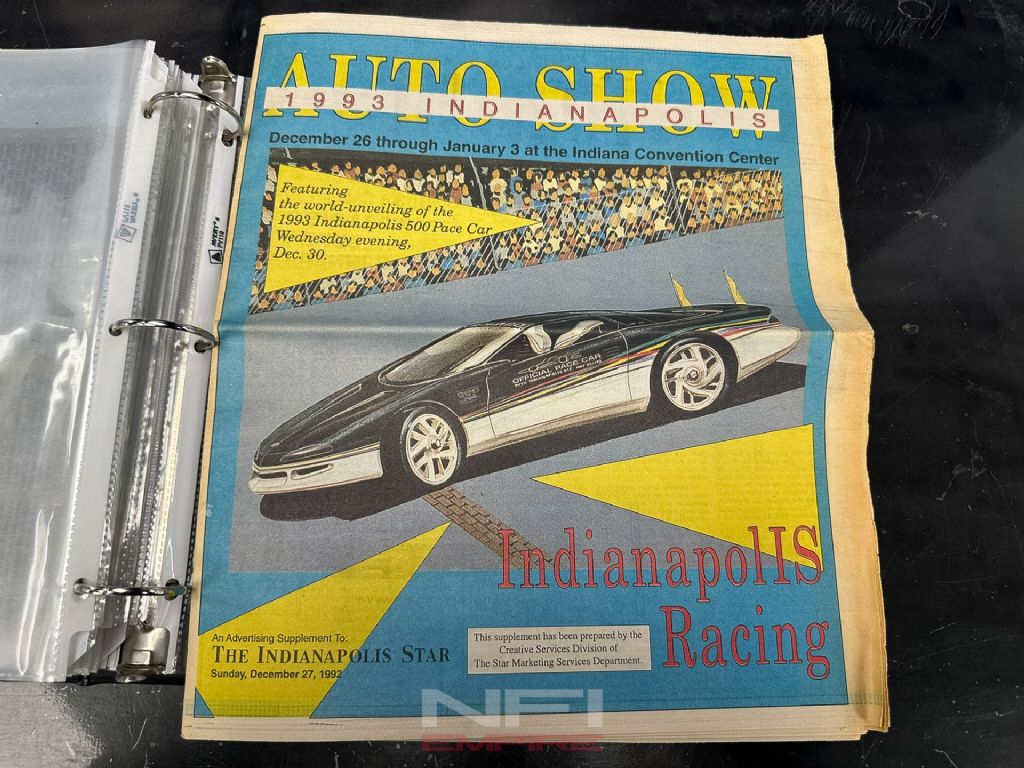 AUTO SHOW
1993 INDIANAPOLIS
December 26 through January 3 at the Indiana Convention Center
Featuring
the world-unveiling of the
1993 Indianapolis 500 Pace Car
Wednesday evening,
Dec. 30.
OFFICIAL PACE CAR
IndianapolIS
Racing
An Advertising Supplement To:
THE INDIANAPOLIS STAR
Sunday, December 27, 1992
This supplement has been prepared by the
Creative Services Division of
The Star Marketing Services Department.
AVERY
NFI
EMPIRE